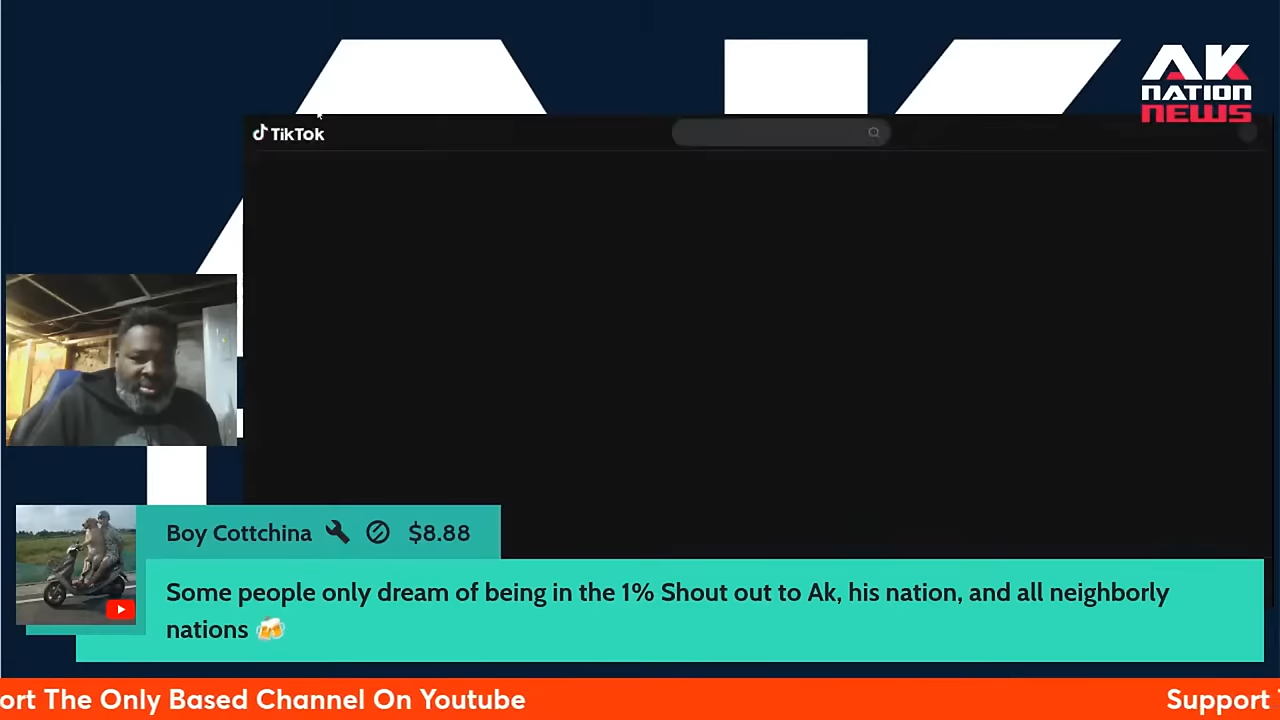 AK
NATION
NEWS
TikTok
Boy Cottchina $8.88
Some people only dream of being in the 1% Shout out to Ak, his nation, and all neighborly
nations 🍻
ort The Only Based Channel On Youtube
Support